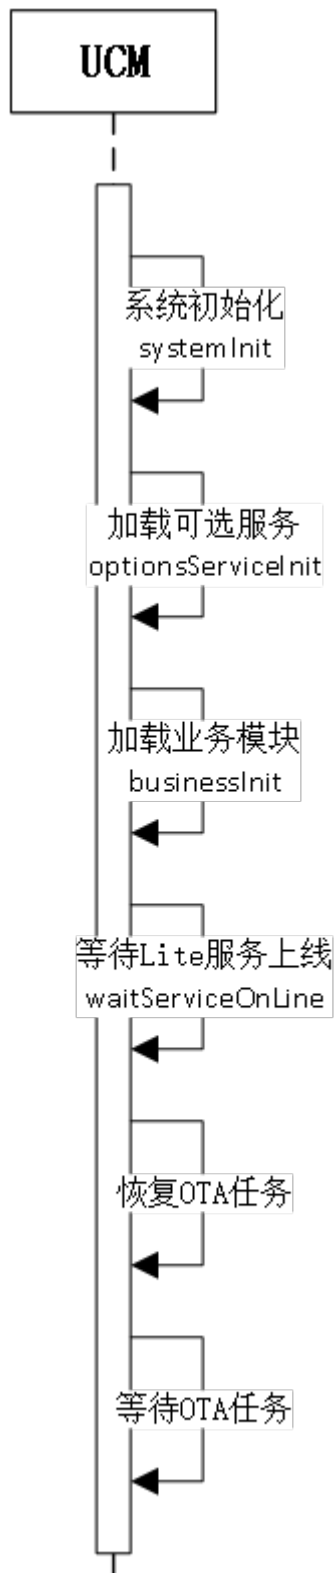 UCM
系统初始化
systemInit
加载可选服务
optionsServiceInit
加载业务模块
businessInit
等待Lite服务上线
waitServiceOnLine
恢复OTA任务
等待OTA任务